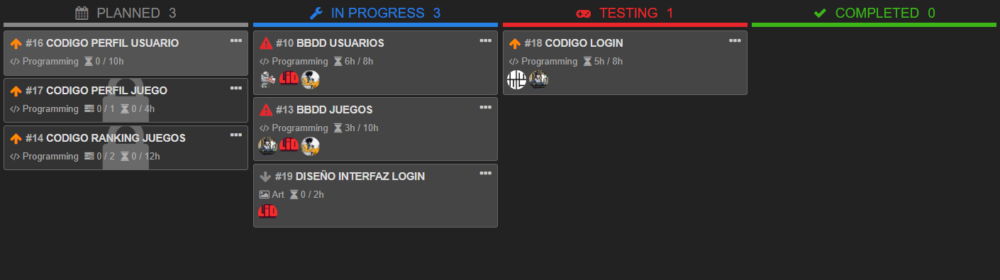 PLANNED 3
#16 CODIGO PERFIL USUARIO
Programming 0 / 10h
#17 CODIGO PERFIL JUEGO
Programming 0 / 1 0 / 4h
#14 CODIGO RANKING JUEGOS
Programming 0 / 2 0 / 12h
IN PROGRESS 3
#10 BBDD USUARIOS
Programming 6h / 8h
LiD
#13 BBDD JUEGOS
Programming 3h / 10h
LiD
#19 DISEÑO INTERFAZ LOGIN
Art 0 / 2h
LiD
TESTING 1
#18 CODIGO LOGIN
Programming 5h / 8h
COMPLETED 0